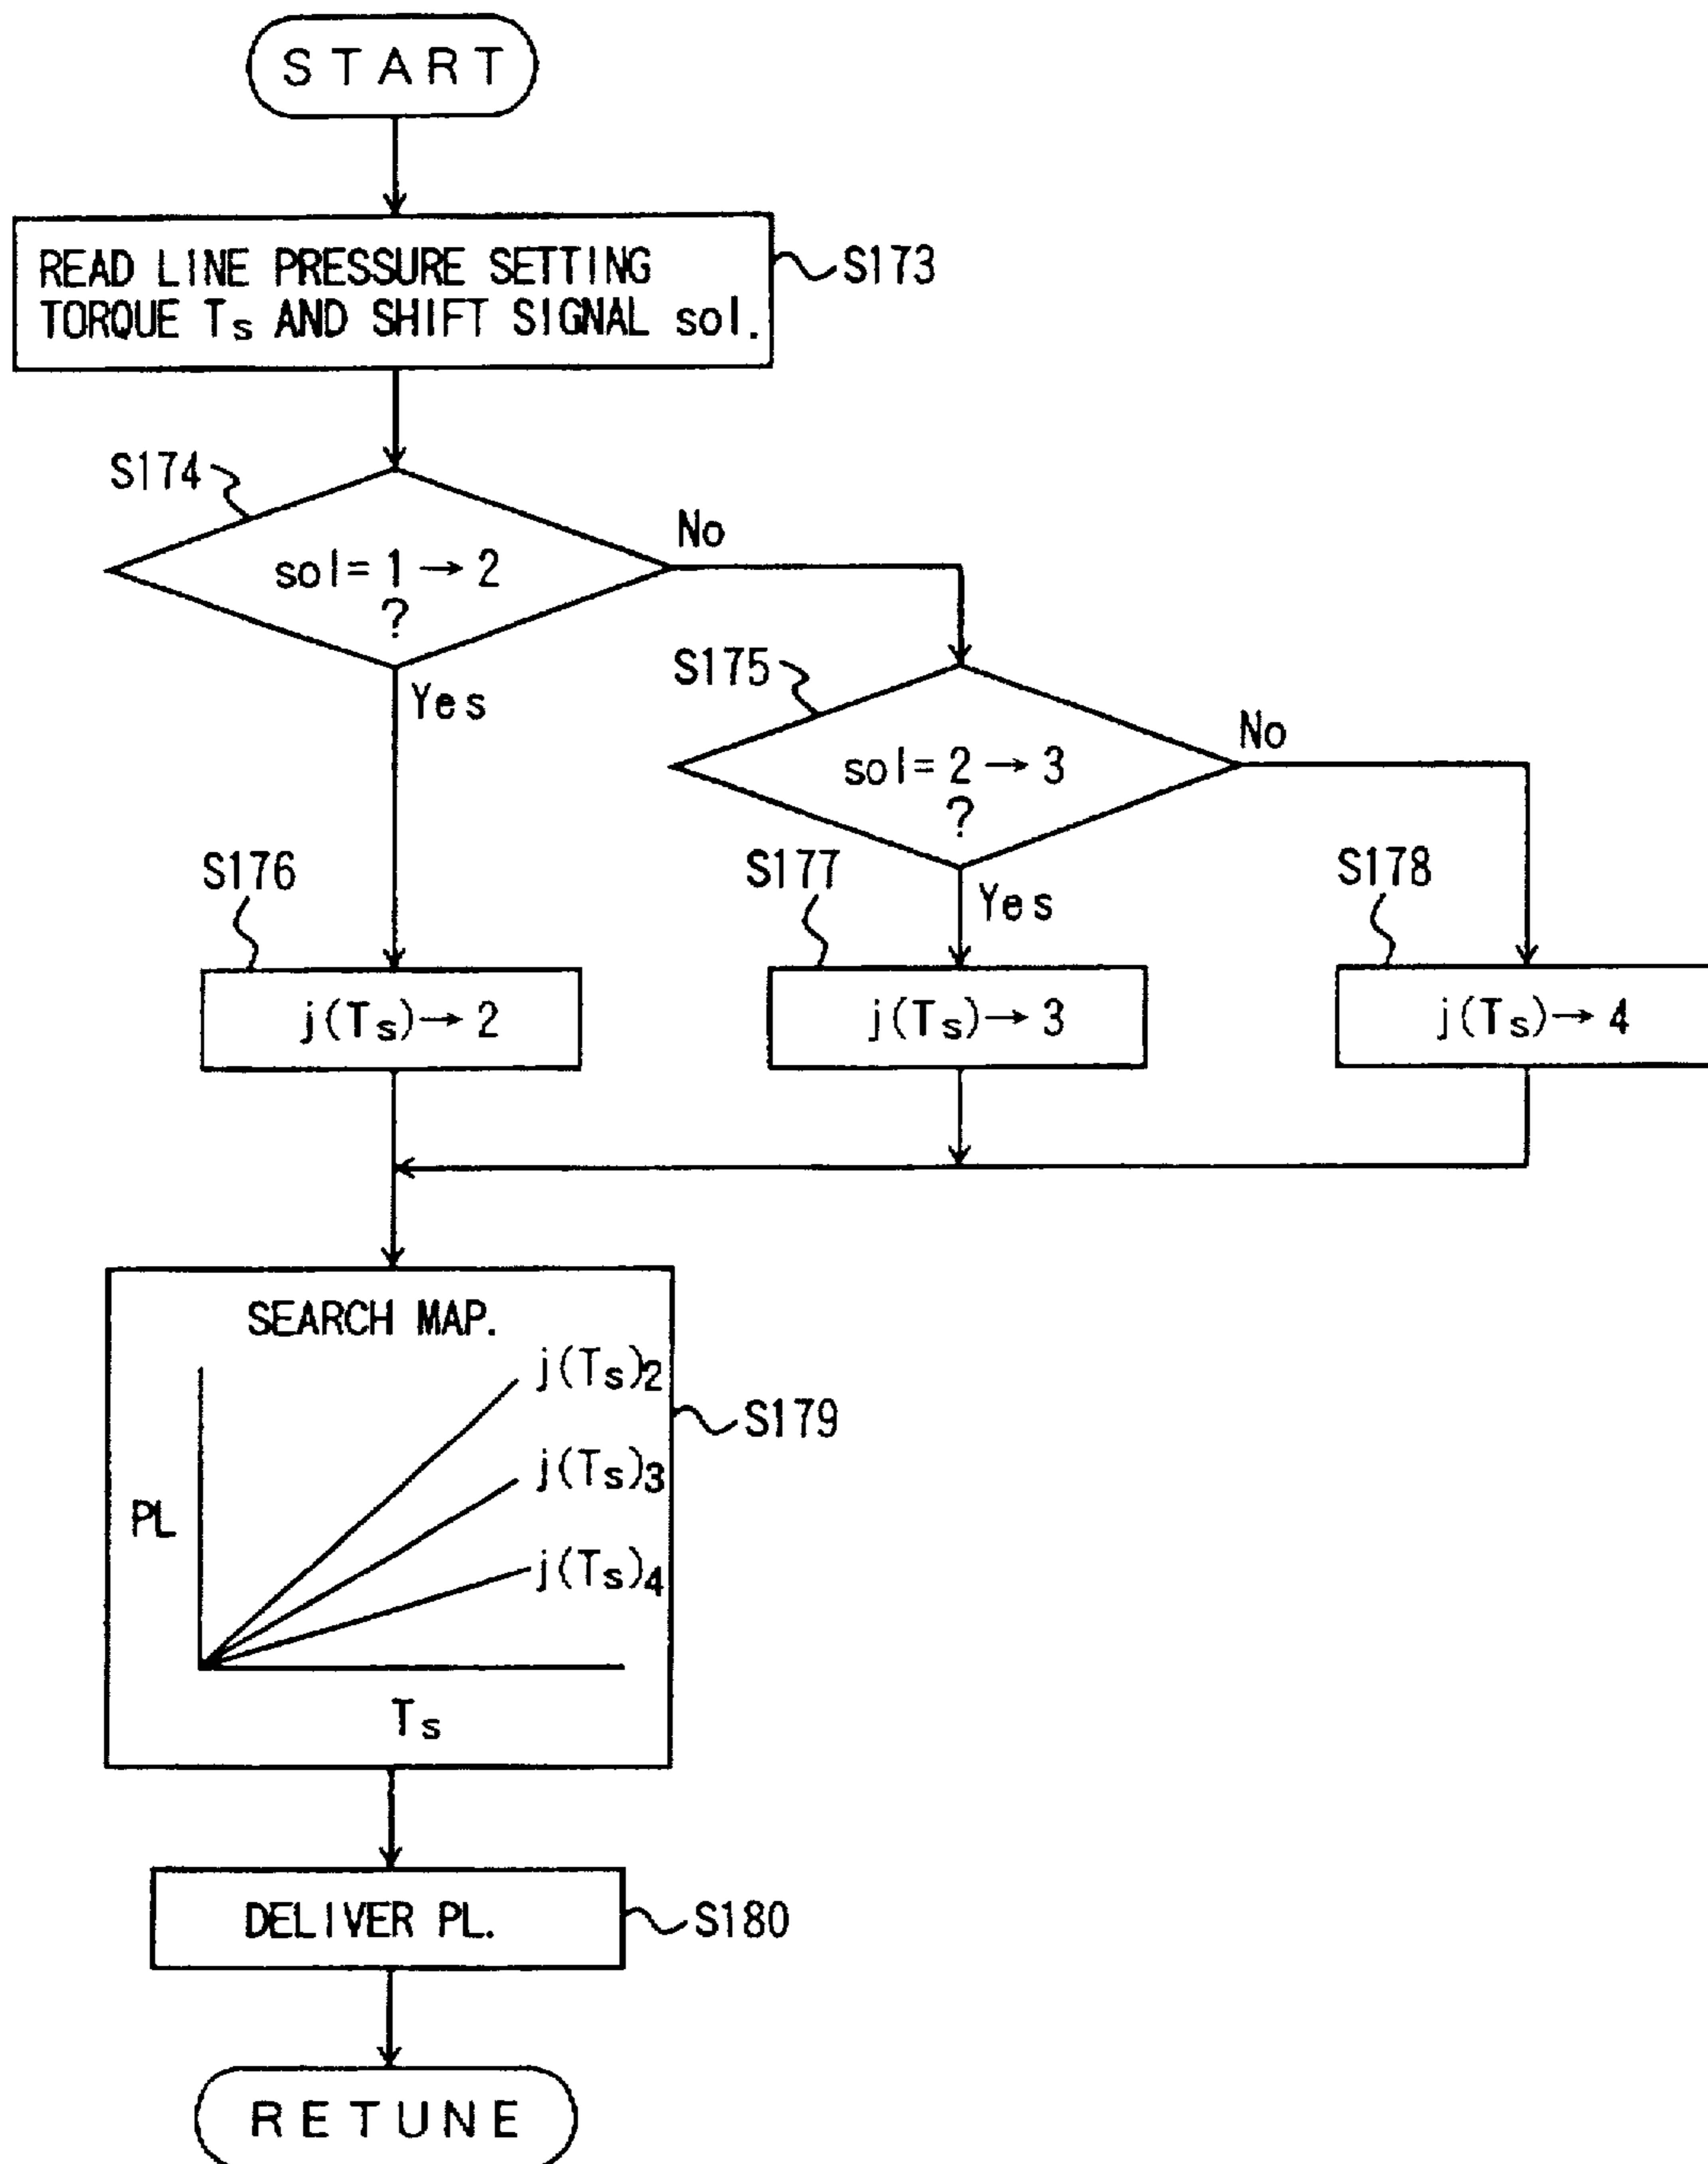 START
READ LINE PRESSURE SETTING
TORQUE Ts AND SHIFT SIGNAL sol.
S173
S174
sol=1→2
?
No
Yes
S175
sol=2→3
?
No
Yes
S176
j(Ts)→2
S177
j(Ts)→3
S178
j(Ts)→4
SEARCH MAP.
j(Ts)2
j(Ts)3
j(Ts)4
PL
Ts
S179
DELIVER PL.
S180
RETUNE